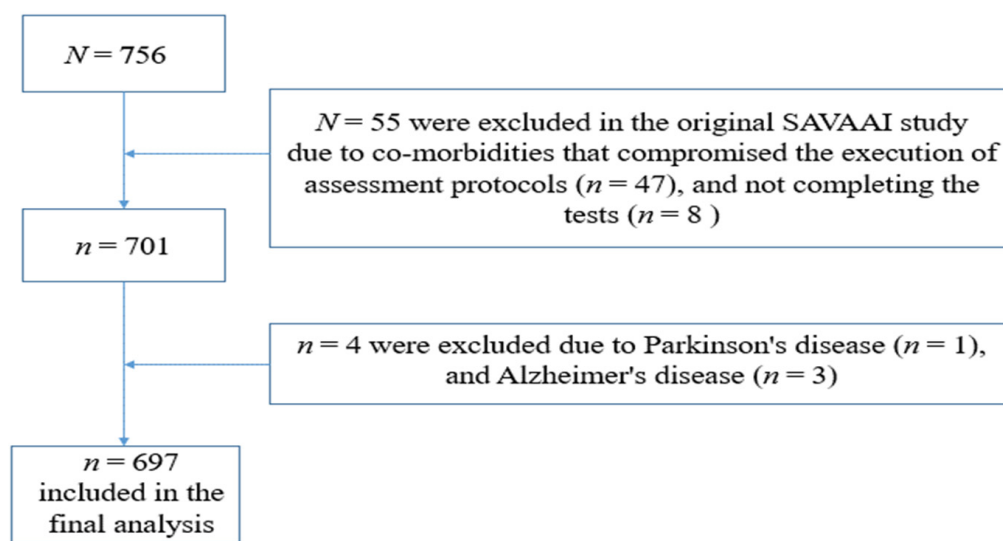 N = 756
N = 55 were excluded in the original SAVAAI study
due to co-morbidities that compromised the execution of
assessment protocols (n = 47), and not completing the
tests (n = 8 )
n = 701
n = 4 were excluded due to Parkinson's disease (n = 1),
and Alzheimer's disease (n = 3)
n = 697
included in the
final analysis